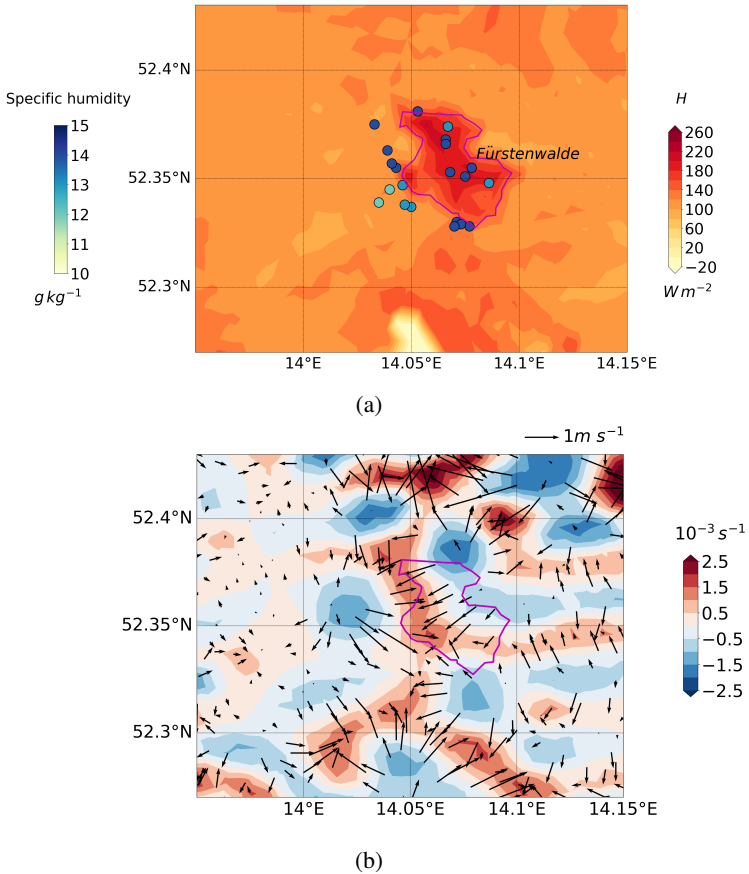 52.4°N
Specific humidity
H
15
14
13
12
11
10
g kg⁻¹
260
220
180
140
100
60
20
−20
W m⁻²
Fürstenwalde
52.35°N
52.3°N
14°E
14.05°E
14.1°E
14.15°E
(a)
1m s⁻¹
52.4°N
52.35°N
52.3°N
10⁻³ s⁻¹
2.5
1.5
0.5
−0.5
−1.5
−2.5
14°E
14.05°E
14.1°E
14.15°E
(b)